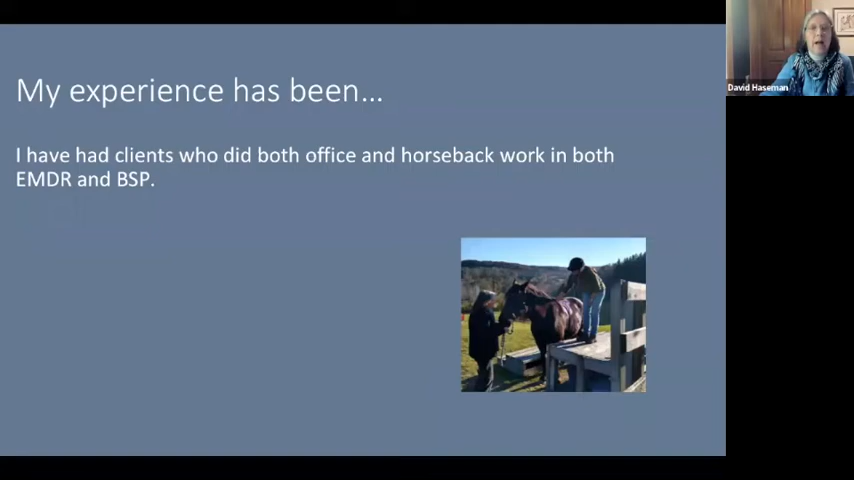 My experience has been...
I have had clients who did both office and horseback work in both
EMDR and BSP.
David Haseman